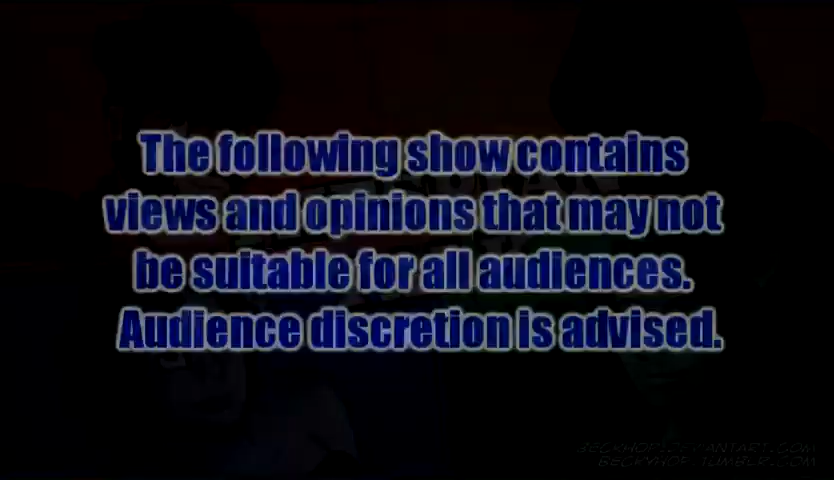 The following show contains
views and opinions that may not
be suitable for all audiences.
Audience discretion is advised.